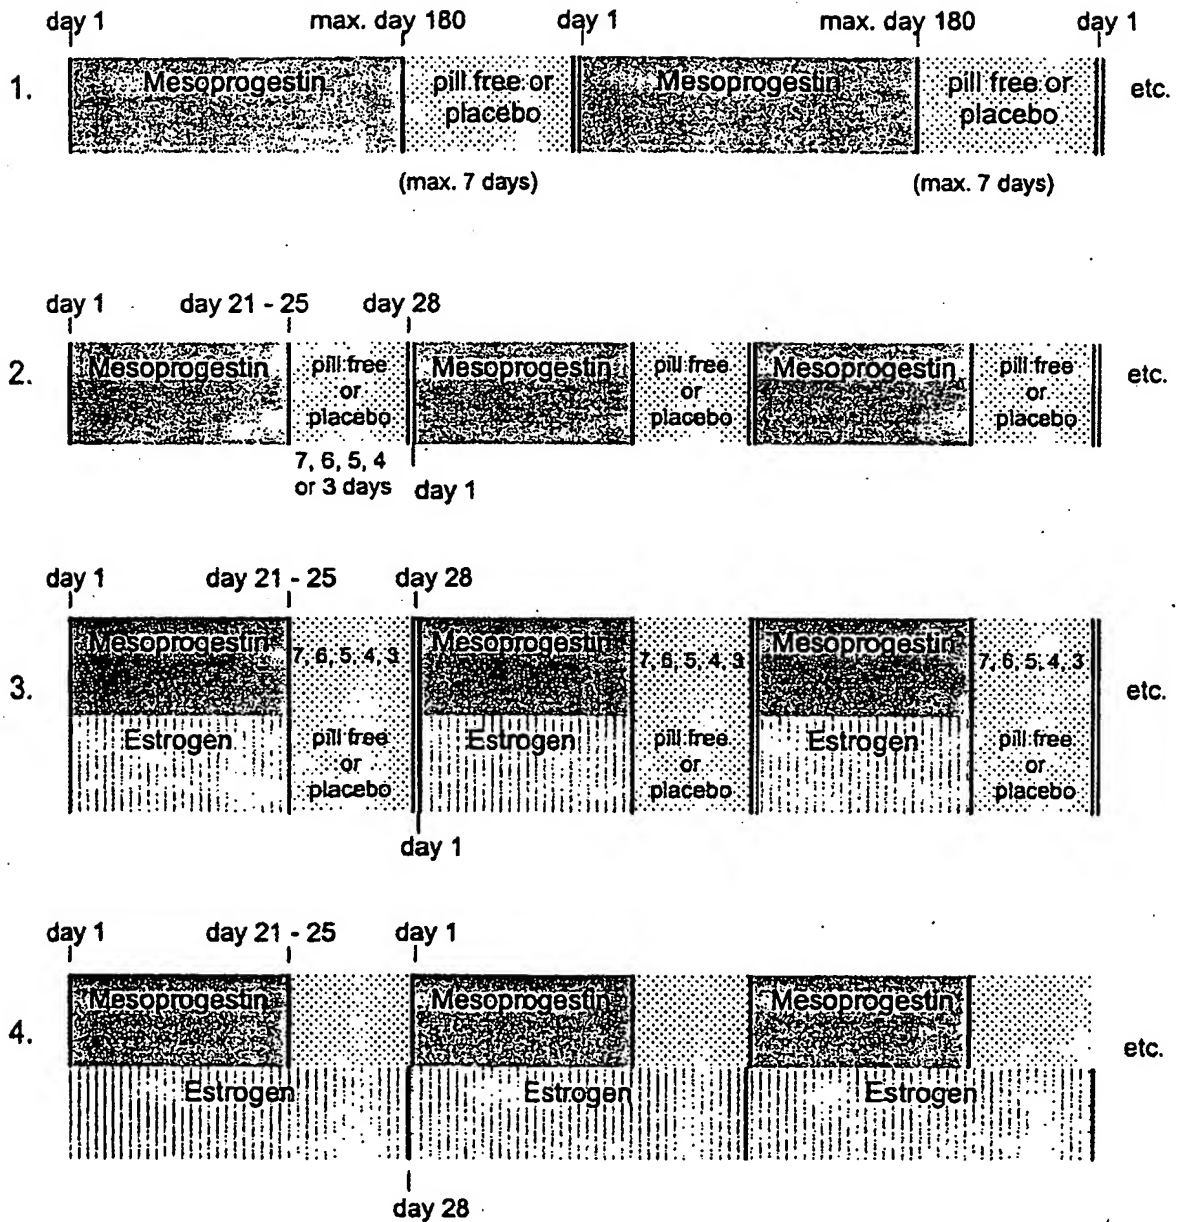 day 1 max. day 180 day 1 max. day 180 day 1
1. Mesoprogestin pill free or Mesoprogestin pill free or etc.
placebo placebo
(max. 7 days) (max. 7 days)
day 1 day 21 - 25 day 28
2. Mesoprogestin pill free Mesoprogestin pill free Mesoprogestin pill free etc.
or or or
placebo placebo placebo
7, 6, 5, 4
or 3 days day 1
day 1 day 21 - 25 day 28
Mesoprogestin 7, 6, 5, 4, 3 Mesoprogestin 7, 6, 5, 4, 3 Mesoprogestin 7, 6, 5, 4, 3
3. etc.
Estrogen pill free Estrogen pill free Estrogen pill free
or or or
placebo placebo placebo
day 1
day 1 day 21 - 25 day 1
Mesoprogestin Mesoprogestin Mesoprogestin
4. etc.
Estrogen Estrogen Estrogen
day 28